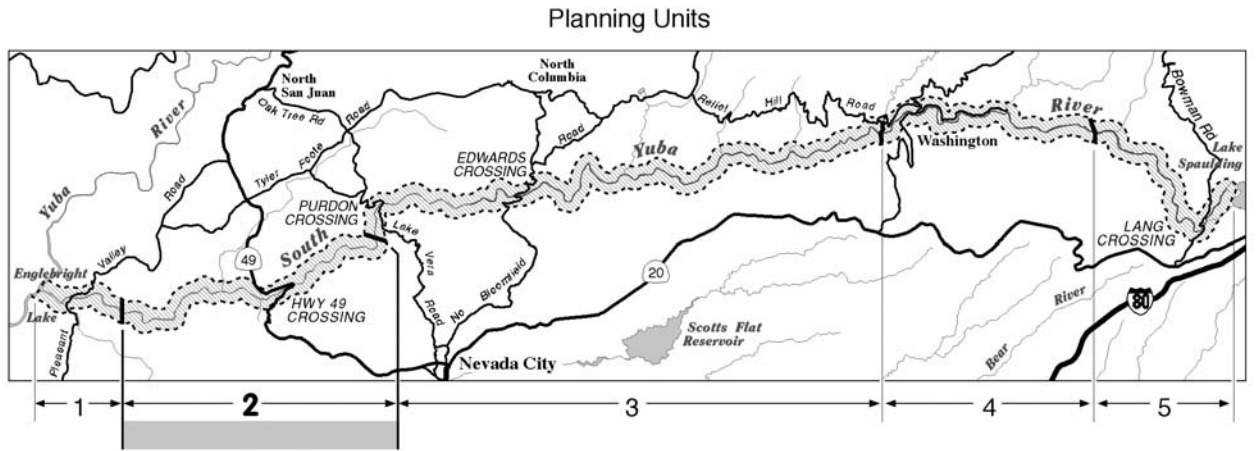 Planning Units
North
San Juan
Oak Tree Rd
Road
North
Columbia
Relief Hill Road
River
Bowman Rd
Yuba River
Road
Tyler Foote
EDWARDS
CROSSING
Road
Yuba
Washington
Lake
Spaulding
PURDON
CROSSING
Lake Vera Road
LANG
CROSSING
South
49
Valley
Englebright
Lake
HWY 49
CROSSING
No Bloomfield
20
Bear River
80
Pleasant
Scotts Flat
Reservoir
Nevada City
1 2 3 4 5